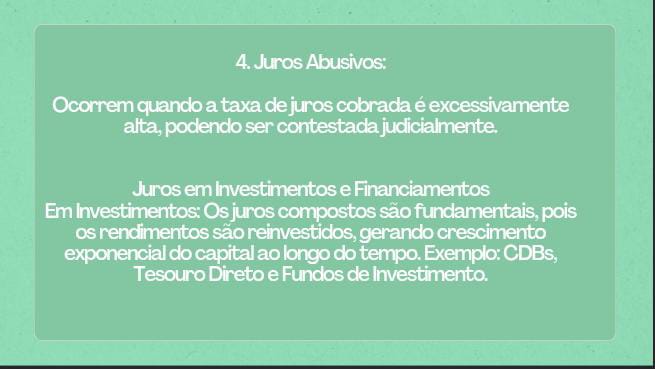 4. Juros Abusivos:
Ocorrem quando a taxa de juros cobrada é excessivamente
alta, podendo ser contestada judicialmente.
Juros em Investimentos e Financiamentos
Em Investimentos: Os juros compostos são fundamentais, pois
os rendimentos são reinvestidos, gerando crescimento
exponencial do capital ao longo do tempo. Exemplo: CDBs,
Tesouro Direto e Fundos de Investimento.